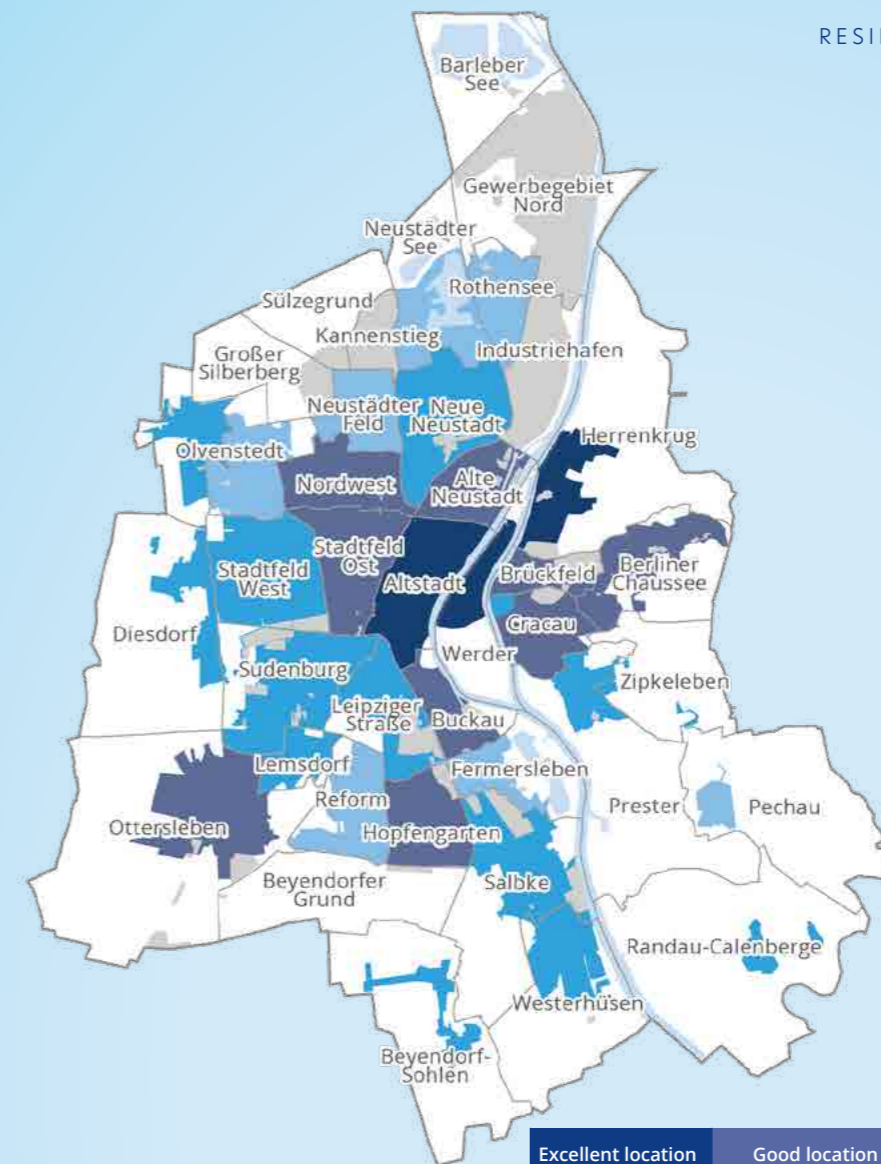 RESI
Barleber
See
Gewerbegebiet
Nord
Neustädter
See
Rothensee
Sülzegrund
Kannenstieg
Industriehafen
Großer
Silberberg
Neustädter
Feld
Neue
Neustadt
Herrenkrug
Olvenstedt
Nordwest
Alte
Neustadt
Stadtfeld
Ost
Stadtfeld
West
Altstadt
Brückfeld
Berliner
Chaussee
Cracau
Diesdorf
Werder
Sudenburg
Zipkeleben
Leipziger
Straße
Buckau
Lemsdorf
Fermersleben
Reform
Prester
Pechau
Ottersleben
Hopfengarten
Beyendorfer
Grund
Salbke
Randau-Calenberge
Westerhüsen
Beyendorf-
Sohlen
Excellent location Good location